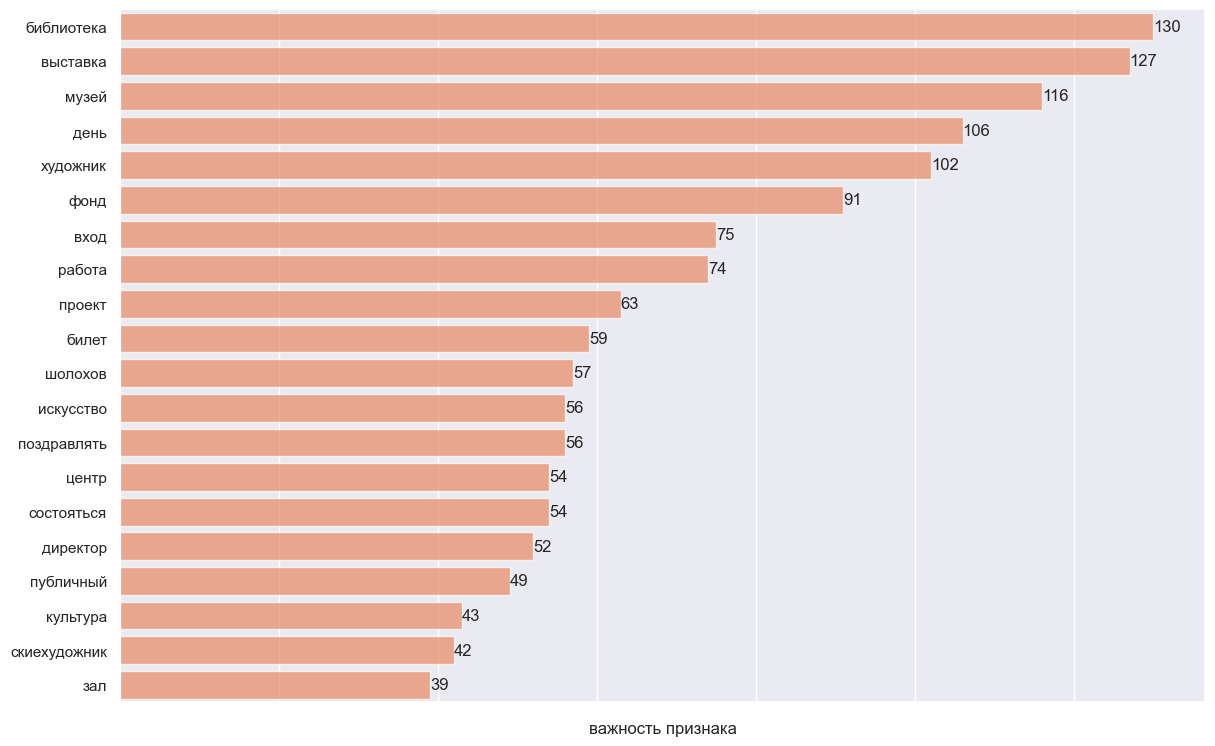 библиотека 130
выставка 127
музей 116
день 106
художник 102
фонд 91
вход 75
работа 74
проект 63
билет 59
шолохов 57
искусство 56
поздравлять 56
центр 54
состояться 54
директор 52
публичный 49
культура 43
скиехудожник 42
зал 39
важность признака